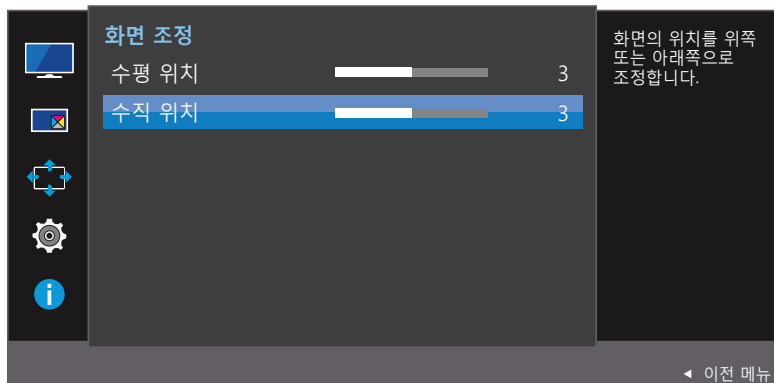 화면 조정
수평 위치 3
수직 위치 3
화면의 위치를 위쪽
또는 아래쪽으로
조정합니다.
이전 메뉴